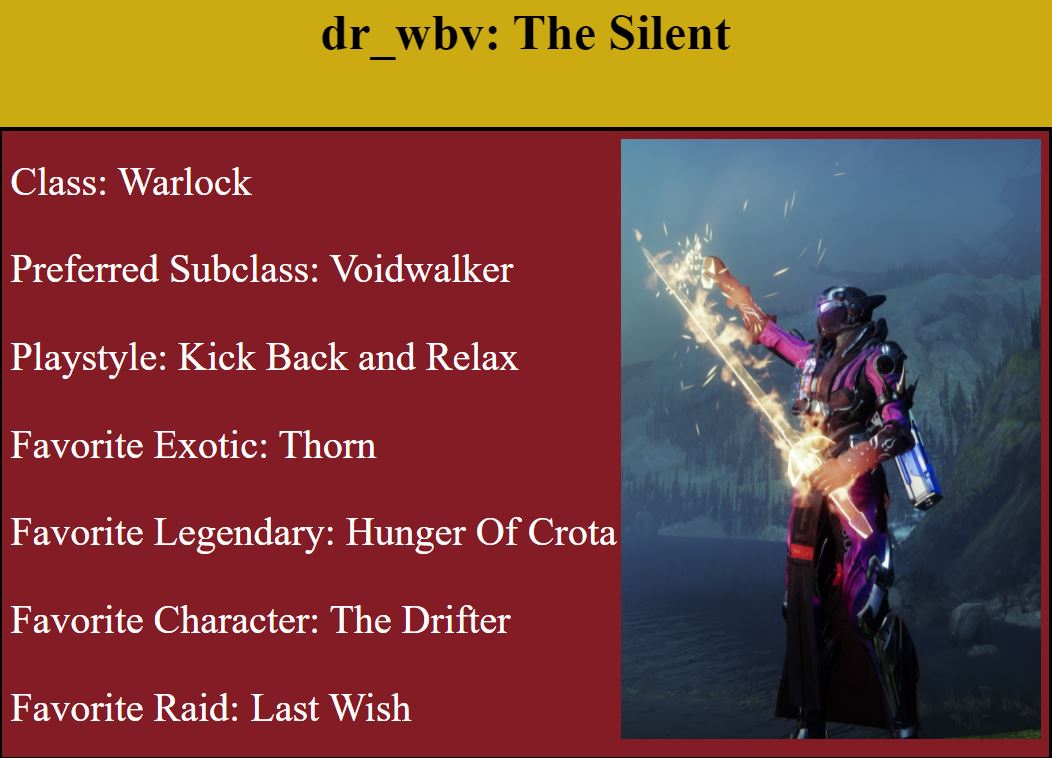 dr_wbv: The Silent
Class: Warlock
Preferred Subclass: Voidwalker
Playstyle: Kick Back and Relax
Favorite Exotic: Thorn
Favorite Legendary: Hunger Of Crota
Favorite Character: The Drifter
Favorite Raid: Last Wish